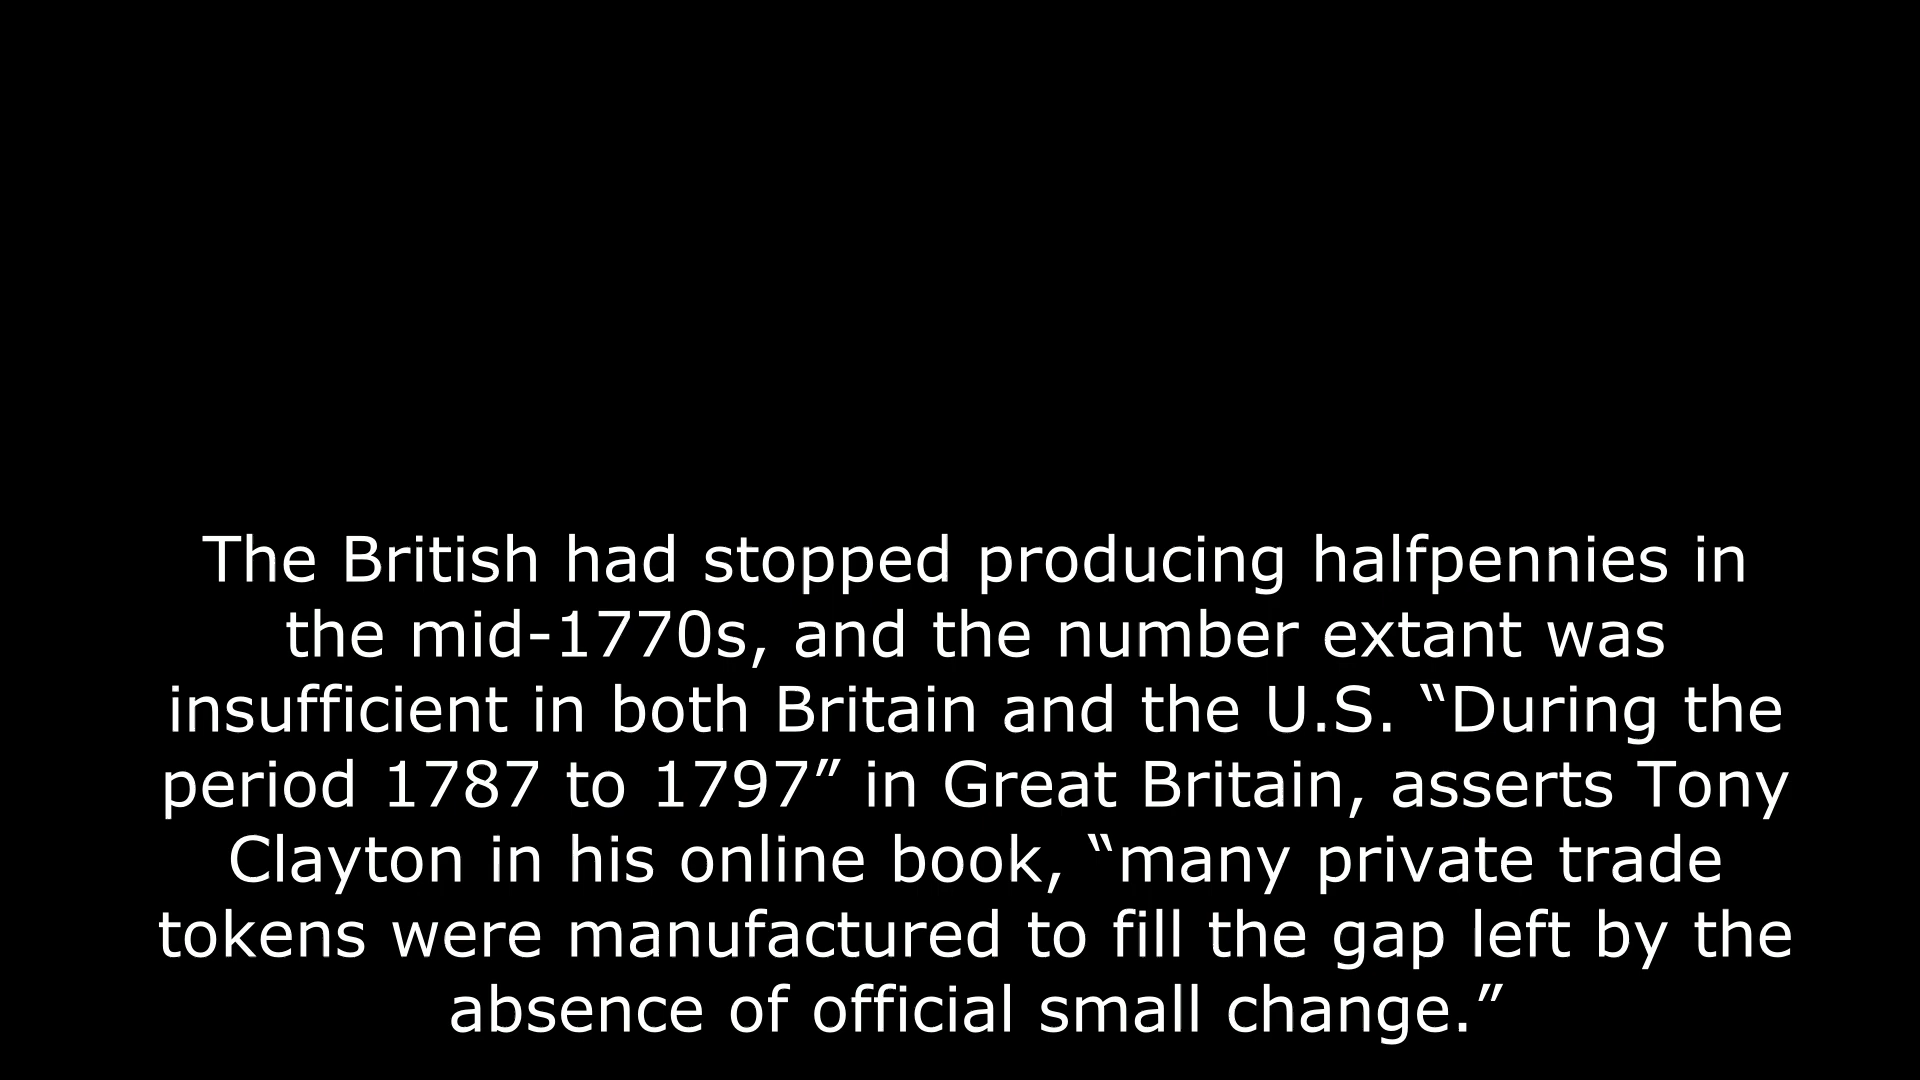 The British had stopped producing halfpennies in
the mid-1770s, and the number extant was
insufficient in both Britain and the U.S. “During the
period 1787 to 1797” in Great Britain, asserts Tony
Clayton in his online book, “many private trade
tokens were manufactured to fill the gap left by the
absence of official small change.”